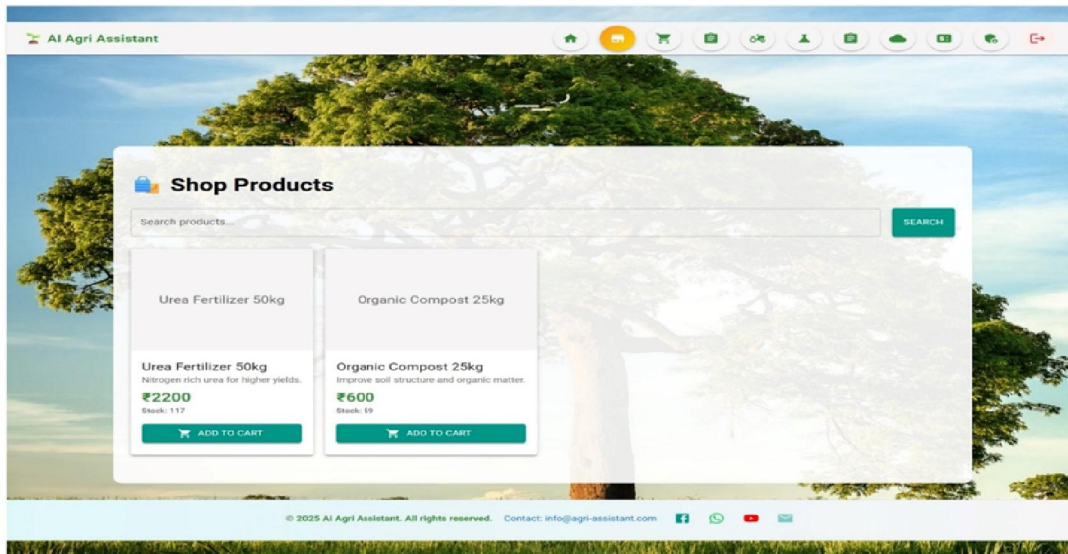 AI Agri Assistant
Shop Products
Search products...
SEARCH
Urea Fertilizer 50kg
Organic Compost 25kg
Urea Fertilizer 50kg
Nitrogen rich urea for higher yields.
₹2200
Stock: 117
ADD TO CART
Organic Compost 25kg
Improve soil structure and organic matter.
₹600
Stock:
ADD TO CART
© 2025 AI Agri Assistant. All rights reserved. Contact: info@agri-assistant.com